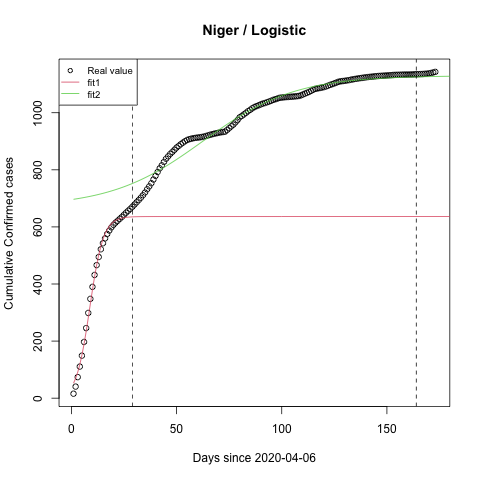 Niger / Logistic
Real value
fit1
fit2
Cumulative Confirmed cases
0 200 400 600 800 1000
0 50 100 150
Days since 2020-04-06